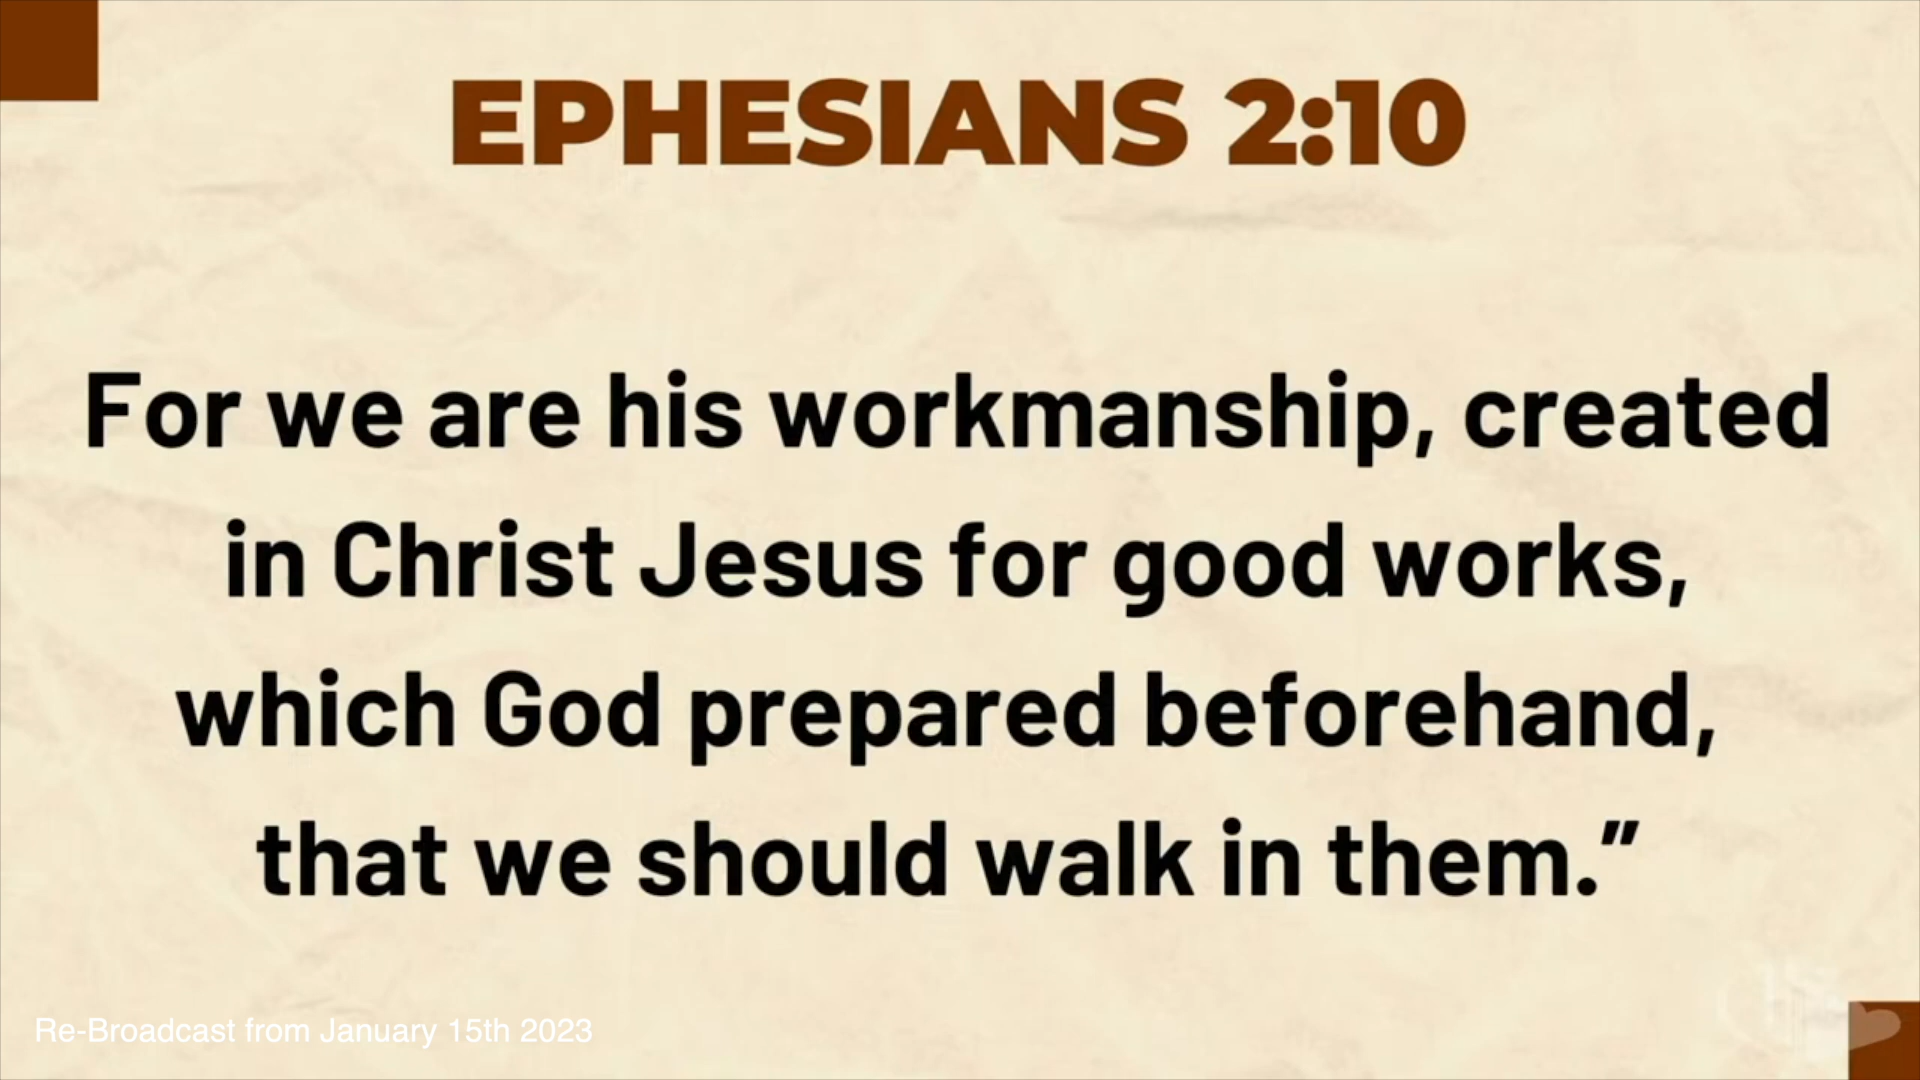 EPHESIANS 2:10
For we are his workmanship, created
in Christ Jesus for good works,
which God prepared beforehand,
that we should walk in them.”
Re-Broadcast from January 15th 2023